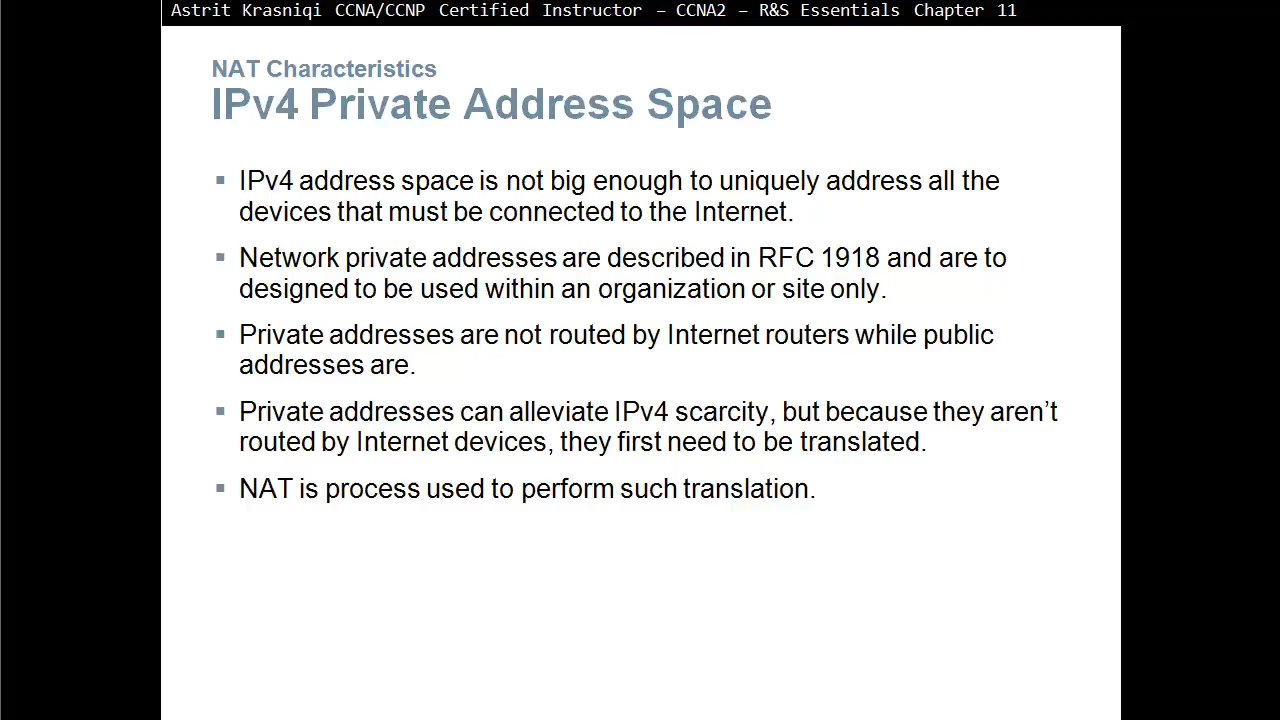 Astrit Krasniqi CCNA/CCNP Certified Instructor – CCNA2 – R&S Essentials Chapter 11
NAT Characteristics
IPv4 Private Address Space
▪ IPv4 address space is not big enough to uniquely address all the
devices that must be connected to the Internet.
▪ Network private addresses are described in RFC 1918 and are to
designed to be used within an organization or site only.
▪ Private addresses are not routed by Internet routers while public
addresses are.
▪ Private addresses can alleviate IPv4 scarcity, but because they aren’t
routed by Internet devices, they first need to be translated.
▪ NAT is process used to perform such translation.